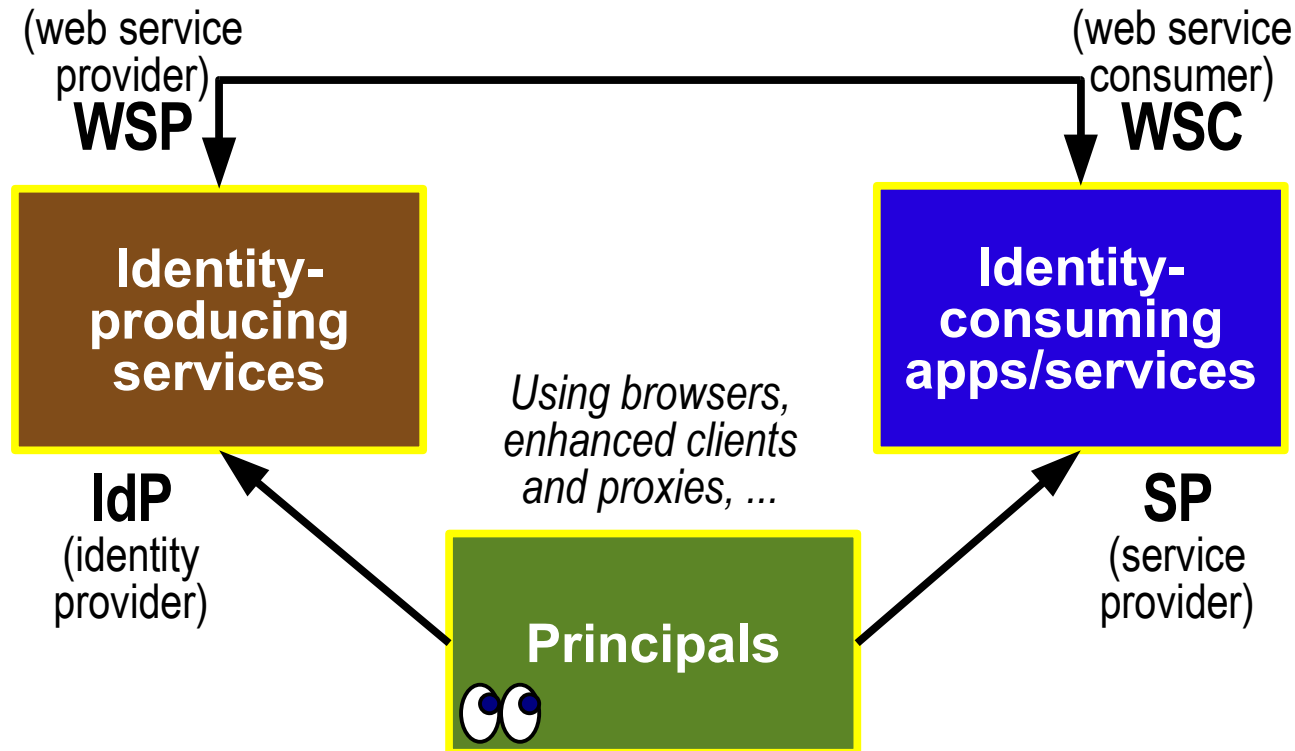 (web service
provider)
WSP
(web service
consumer)
WSC
Identity-
producing
services
Identity-
consuming
apps/services
Using browsers,
enhanced clients
and proxies, ...
IdP
(identity
provider)
SP
(service
provider)
Principals